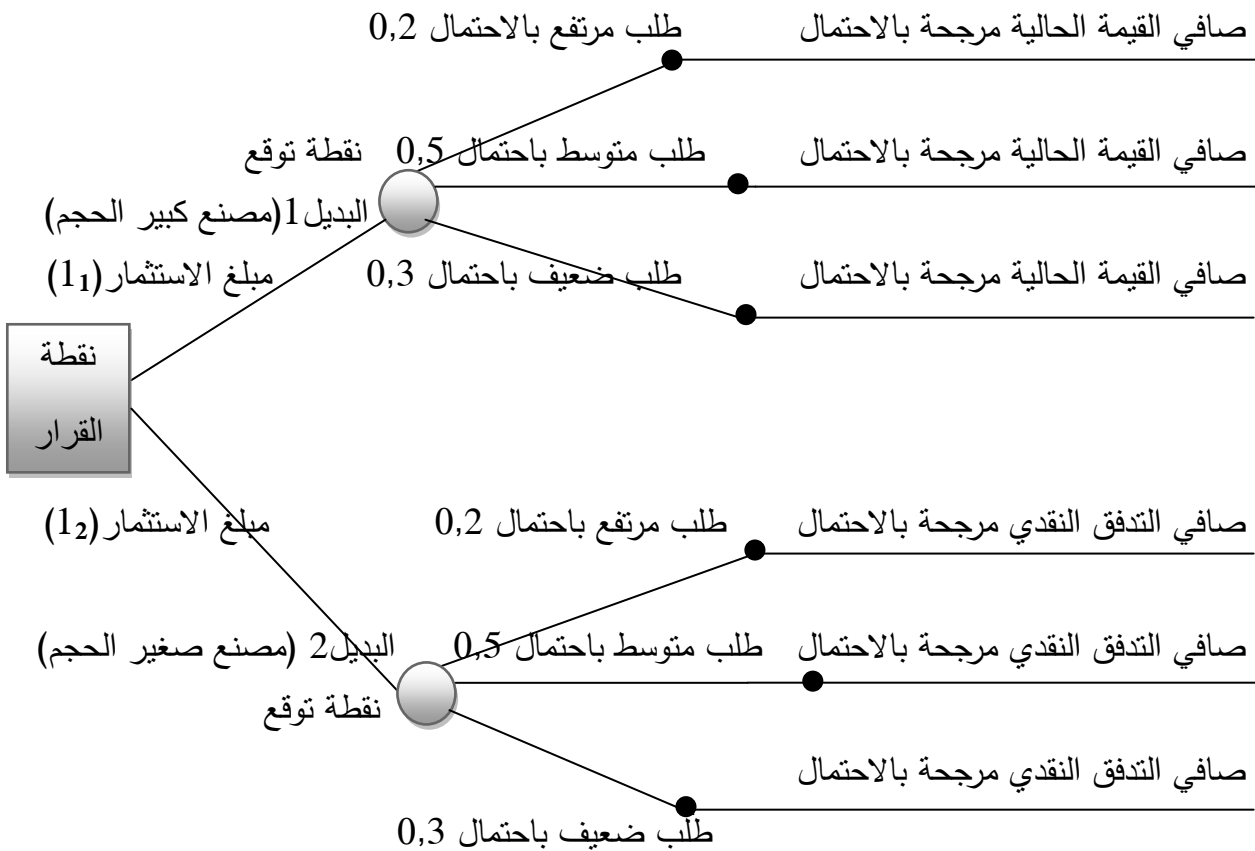 طلب مرتفع بالاحتمال 0,2 صافي القيمة الحالية مرجحة بالاحتمال
نقطة توقع طلب متوسط باحتمال 0,5 صافي القيمة الحالية مرجحة بالاحتمال
البديل1(مصنع كبير الحجم)
مبلغ الاستثمار(1₁) طلب ضعيف باحتمال 0,3 صافي القيمة الحالية مرجحة بالاحتمال
نقطة
القرار
مبلغ الاستثمار(1₂) طلب مرتفع باحتمال 0,2 صافي التدفق النقدي مرجحة بالاحتمال
البديل2 (مصنع صغير الحجم) طلب متوسط باحتمال 0,5 صافي التدفق النقدي مرجحة بالاحتمال
نقطة توقع
صافي التدفق النقدي مرجحة بالاحتمال
طلب ضعيف باحتمال 0,3